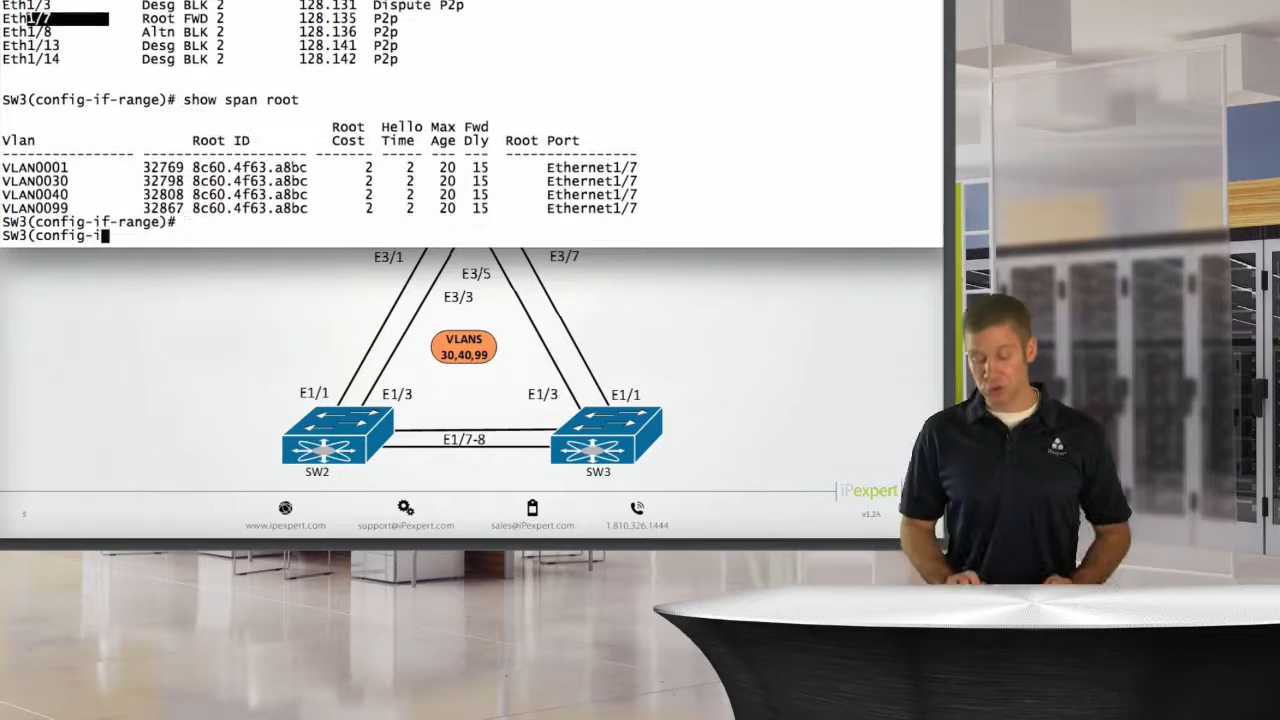 Eth1/3 Desg BLK 2 128.131 Dispute P2p
Eth1/7 Root FWD 2 128.135 P2p
Eth1/8 Altn BLK 2 128.136 P2p
Eth1/13 Desg BLK 2 128.141 P2p
Eth1/14 Desg BLK 2 128.142 P2p
SW3(config-if-range)# show span root
Root Hello Max Fwd
Vlan Root ID Cost Time Age Dly Root Port
---------------- -------------------- ------- ----- --- --- ----------------
VLAN0001 32769 8c60.4f63.a8bc 2 2 20 15 Ethernet1/7
VLAN0030 32798 8c60.4f63.a8bc 2 2 20 15 Ethernet1/7
VLAN0040 32808 8c60.4f63.a8bc 2 2 20 15 Ethernet1/7
VLAN0099 32867 8c60.4f63.a8bc 2 2 20 15 Ethernet1/7
SW3(config-if-range)#
SW3(config-i
E3/1
E3/7
E3/5
E3/3
VLANS
30,40,99
E1/1
E1/3
E1/3
E1/1
E1/7-8
SW2
SW3
3
www.ipexpert.com
support@iPexpert.com
sales@iPexpert.com
1.810.326.1444
iPexpert
v1.2A